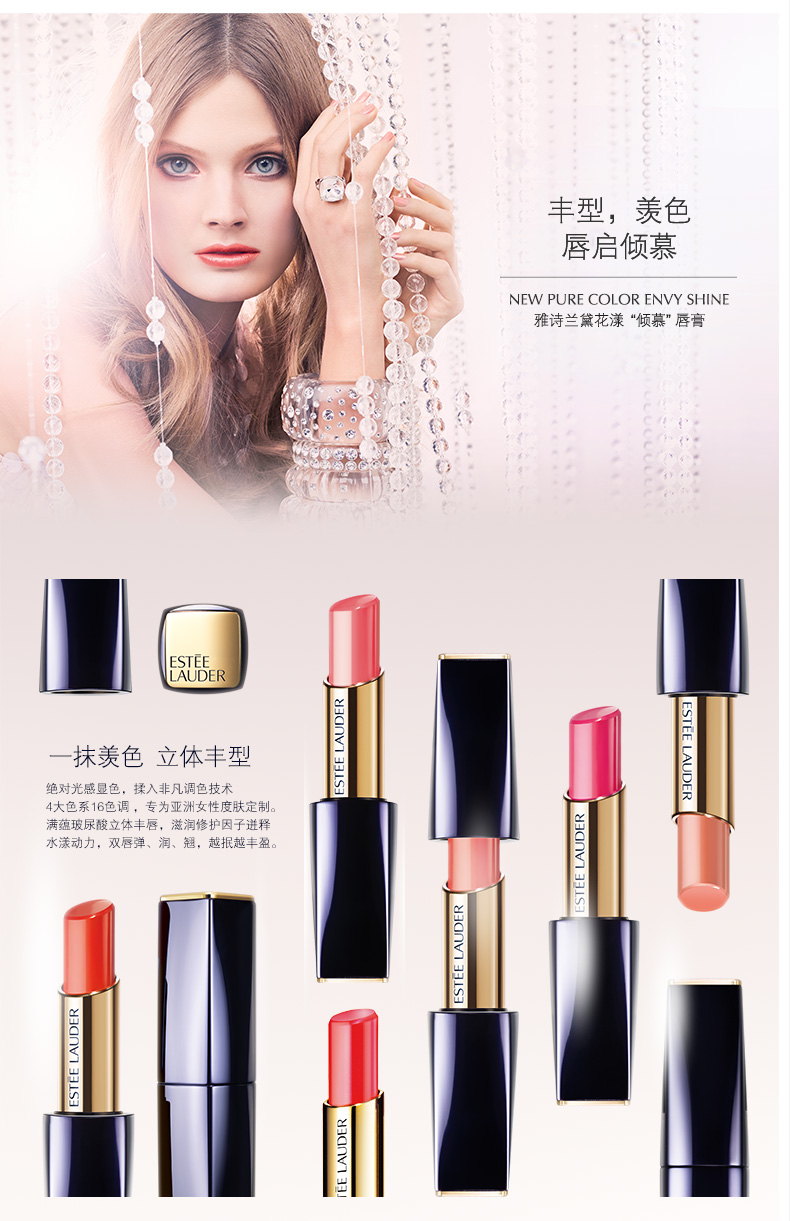 丰型，羡色
唇启倾慕
NEW PURE COLOR ENVY SHINE
雅诗兰黛花漾“倾慕”唇膏
ESTĒE
LAUDER
ESTĒE LAUDER
ESTĒE LAUDER
一抹羡色 立体丰型
绝对光感显色，揉入非凡调色技术
4大色系16色调，专为亚洲女性度肤定制。
满蕴玻尿酸立体丰唇，滋润修护因子迸释
水漾动力，双唇弹、润、翘，越抿越丰盈。
ESTĒE LAUDER
ESTĒE LAUDER
ESTĒE LAUDER
TĒE LAUDER